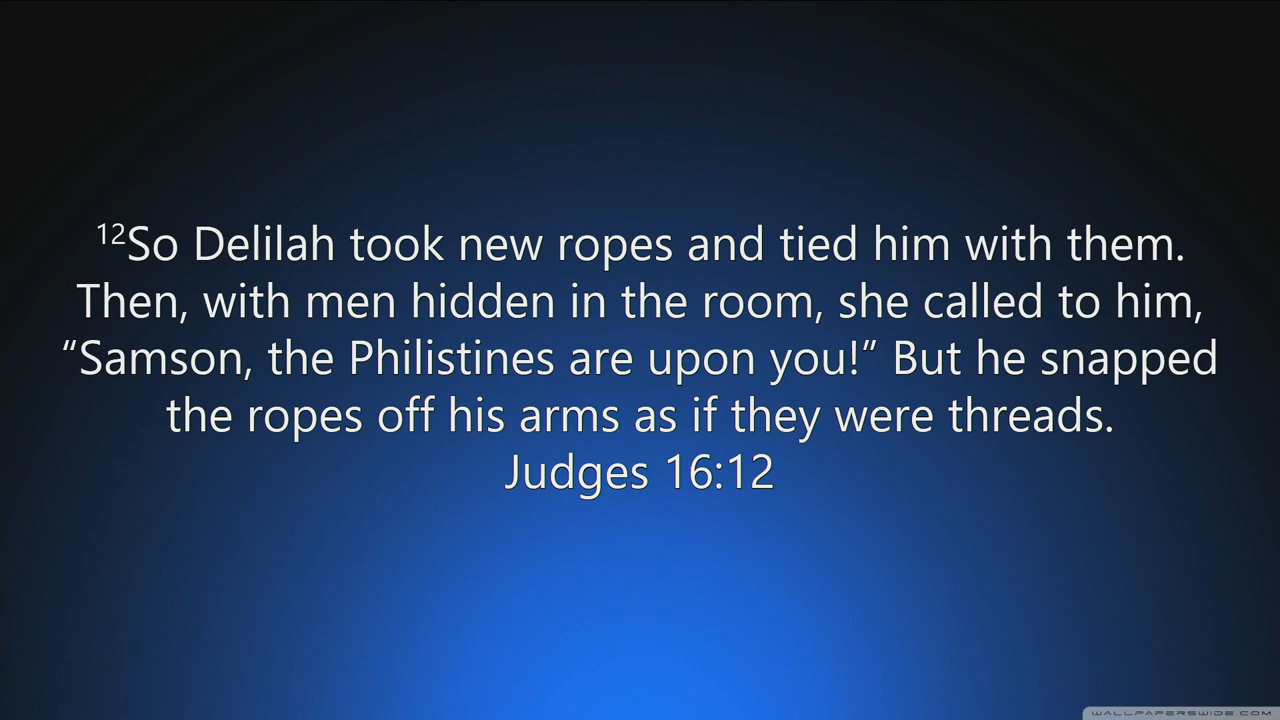 ¹²So Delilah took new ropes and tied him with them.
Then, with men hidden in the room, she called to him,
“Samson, the Philistines are upon you!” But he snapped
the ropes off his arms as if they were threads.
Judges 16:12
WALLPAPERSWIDE.COM